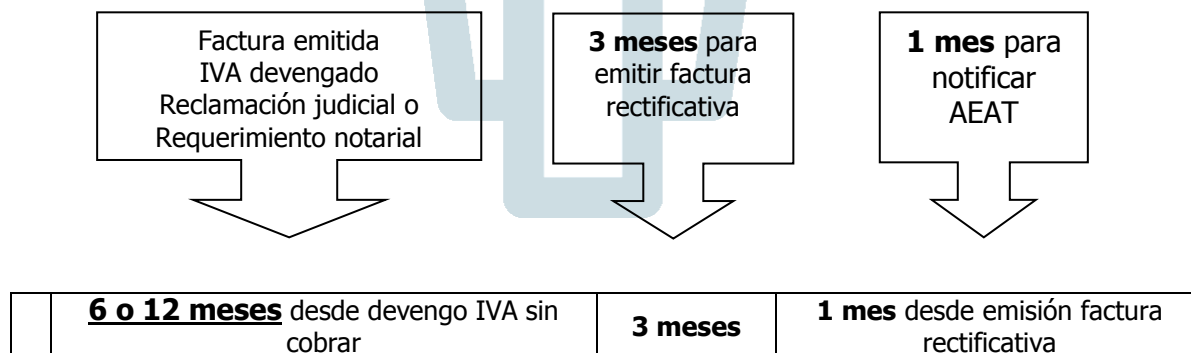 Factura emitida
IVA devengado
Reclamación judicial o
Requerimiento notarial
3 meses para
emitir factura
rectificativa
1 mes para
notificar
AEAT
6 o 12 meses desde devengo IVA sin
cobrar
3 meses
1 mes desde emisión factura
rectificativa